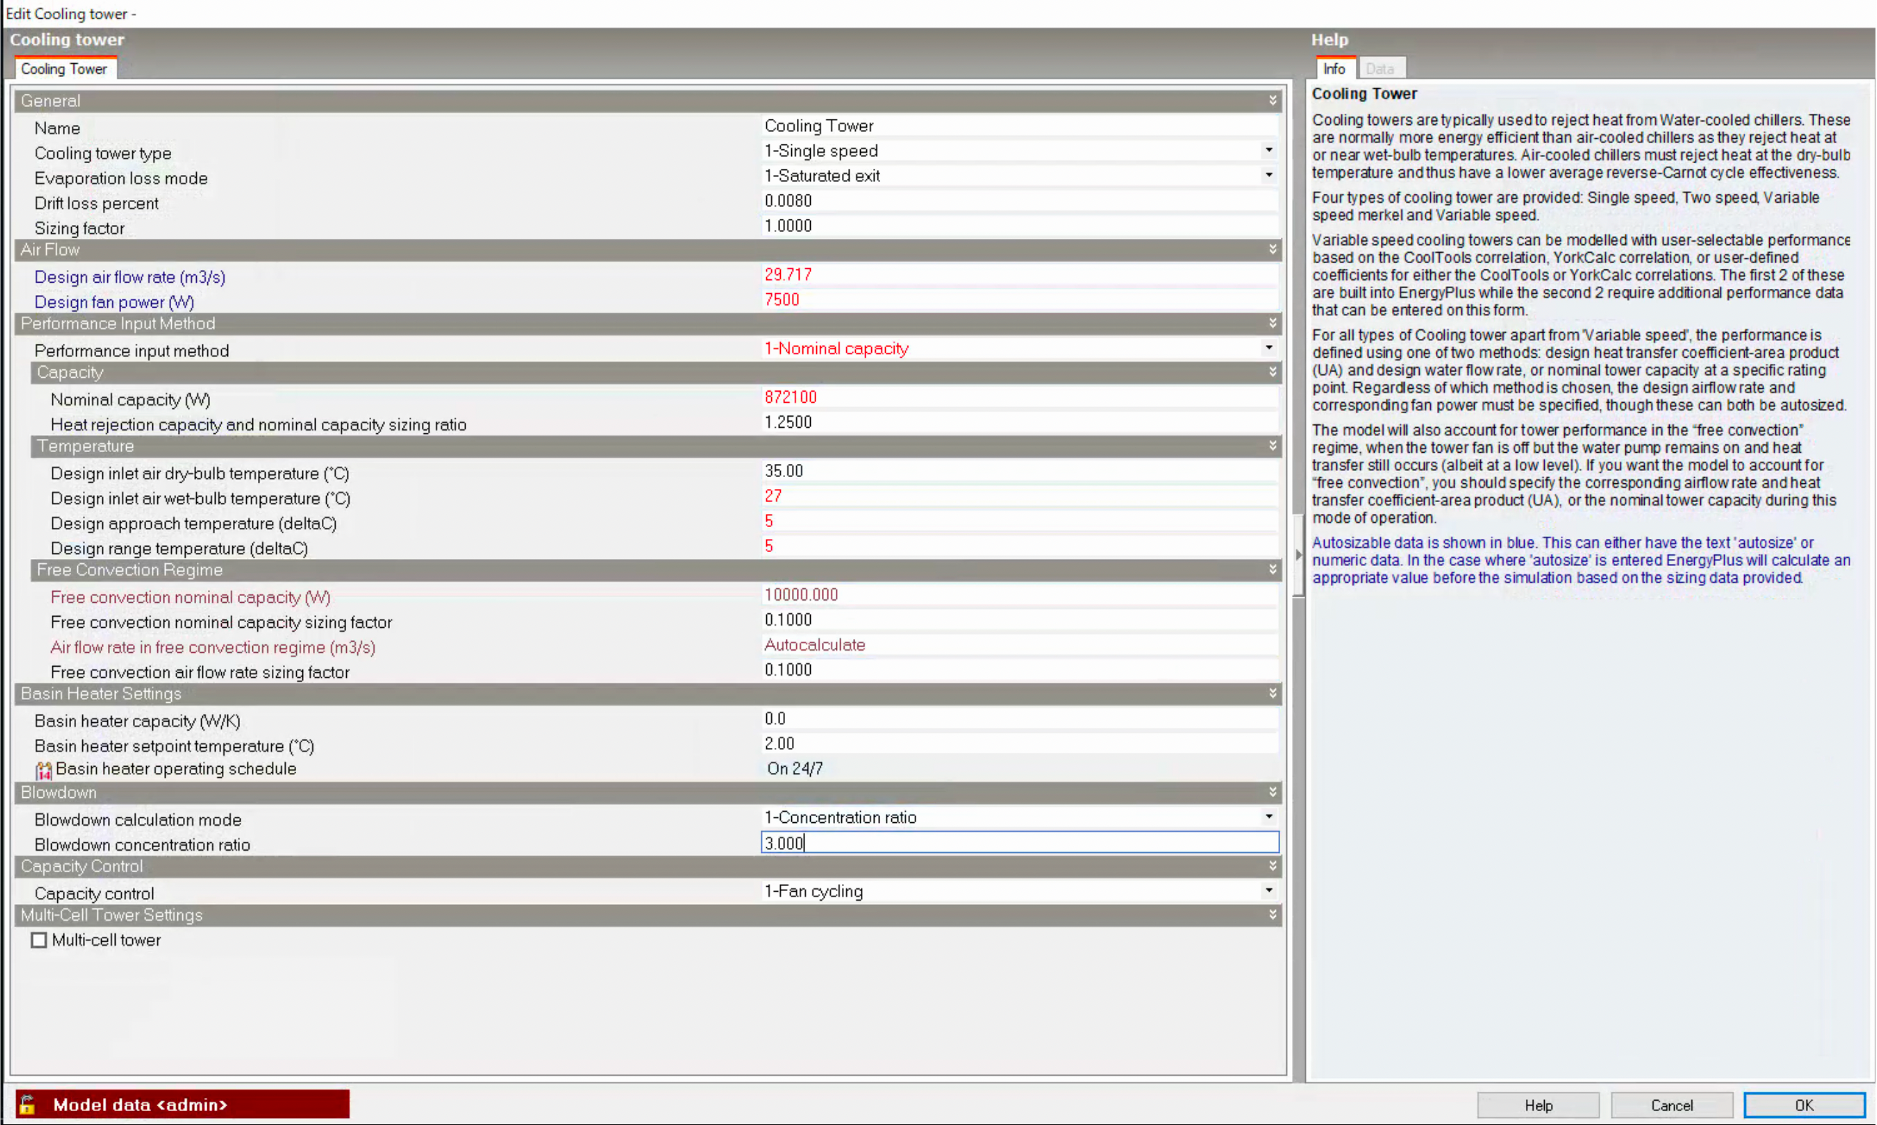 Edit Cooling tower -
Cooling tower
Cooling Tower
General
Name Cooling Tower
Cooling tower type 1-Single speed
Evaporation loss mode 1-Saturated exit
Drift loss percent 0.0080
Sizing factor 1.0000
Air Flow
Design air flow rate (m3/s) 29.717
Design fan power (W) 7500
Performance Input Method
Performance input method 1-Nominal capacity
Capacity
Nominal capacity (W) 872100
Heat rejection capacity and nominal capacity sizing ratio 1.2500
Temperature
Design inlet air dry-bulb temperature (°C) 35.00
Design inlet air wet-bulb temperature (°C) 27
Design approach temperature (deltaC) 5
Design range temperature (deltaC) 5
Free Convection Regime
Free convection nominal capacity (W) 10000.000
Free convection nominal capacity sizing factor 0.1000
Air flow rate in free convection regime (m3/s) Autocalculate
Free convection air flow rate sizing factor 0.1000
Basin Heater Settings
Basin heater capacity (W/K) 0.0
Basin heater setpoint temperature (°C) 2.00
14 Basin heater operating schedule On 24/7
Blowdown
Blowdown calculation mode 1-Concentration ratio
Blowdown concentration ratio 3.000
Capacity Control
Capacity control 1-Fan cycling
Multi-Cell Tower Settings
Multi-cell tower
Help
Info Data
Cooling Tower
Cooling towers are typically used to reject heat from Water-cooled chillers. These
are normally more energy efficient than air-cooled chillers as they reject heat at
or near wet-bulb temperatures. Air-cooled chillers must reject heat at the dry-bulb
temperature and thus have a lower average reverse-Carnot cycle effectiveness.
Four types of cooling tower are provided: Single speed, Two speed, Variable
speed merkel and Variable speed.
Variable speed cooling towers can be modelled with user-selectable performance
based on the CoolTools correlation, YorkCalc correlation, or user-defined
coefficients for either the CoolTools or YorkCalc correlations. The first 2 of these
are built into EnergyPlus while the second 2 require additional performance data
that can be entered on this form.
For all types of Cooling tower apart from 'Variable speed', the performance is
defined using one of two methods: design heat transfer coefficient-area product
(UA) and design water flow rate, or nominal tower capacity at a specific rating
point. Regardless of which method is chosen, the design airflow rate and
corresponding fan power must be specified, though these can both be autosized.
The model will also account for tower performance in the “free convection”
regime, when the tower fan is off but the water pump remains on and heat
transfer still occurs (albeit at a low level). If you want the model to account for
“free convection”, you should specify the corresponding airflow rate and heat
transfer coefficient-area product (UA), or the nominal tower capacity during this
mode of operation.
Autosizable data is shown in blue. This can either have the text 'autosize' or
numeric data. In the case where 'autosize' is entered EnergyPlus will calculate an
appropriate value before the simulation based on the sizing data provided.
Model data <admin>
Help Cancel OK